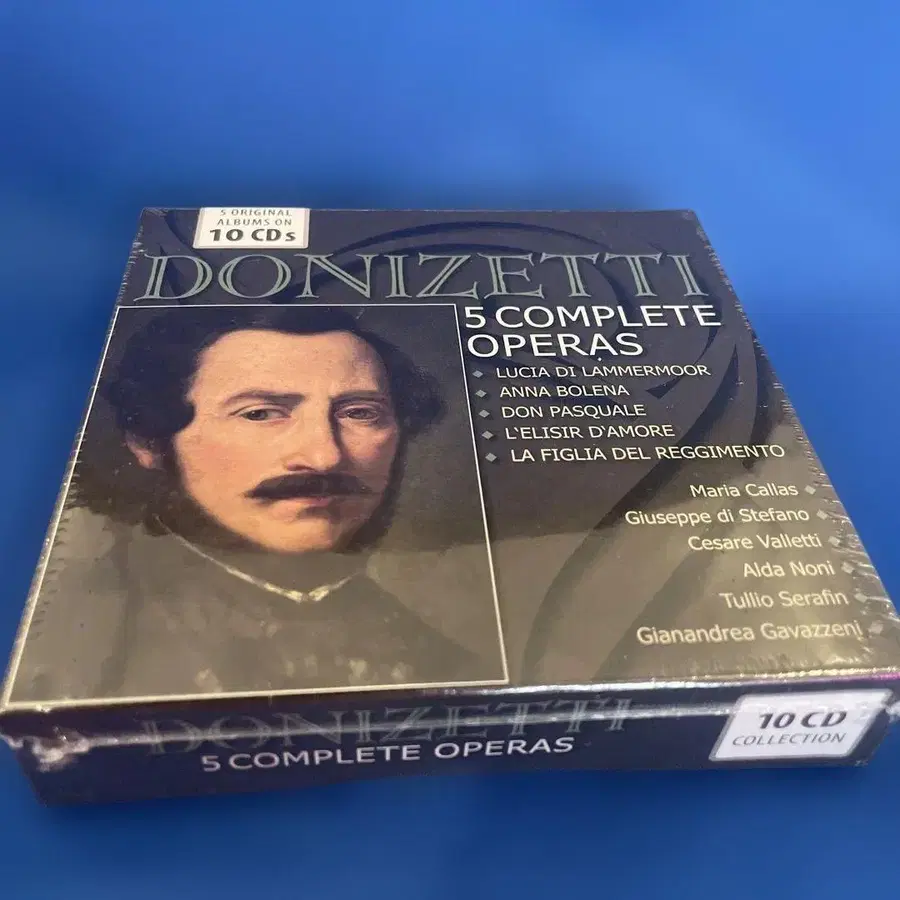 5 ORIGINAL
ALBUMS ON
10 CDs
DONIZETTI
5 COMPLETE
OPERAS
LUCIA DI LAMMERMOOR
ANNA BOLENA
DON PASQUALE
L'ELISIR D'AMORE
LA FIGLIA DEL REGGIMENTO
Maria Callas
Giuseppe di Stefano
Cesare Valletti
Alda Noni
Tullio Serafin
Gianandrea Gavazzeni
DONIZETTI
5 COMPLETE OPERAS
10 CD
COLLECTION